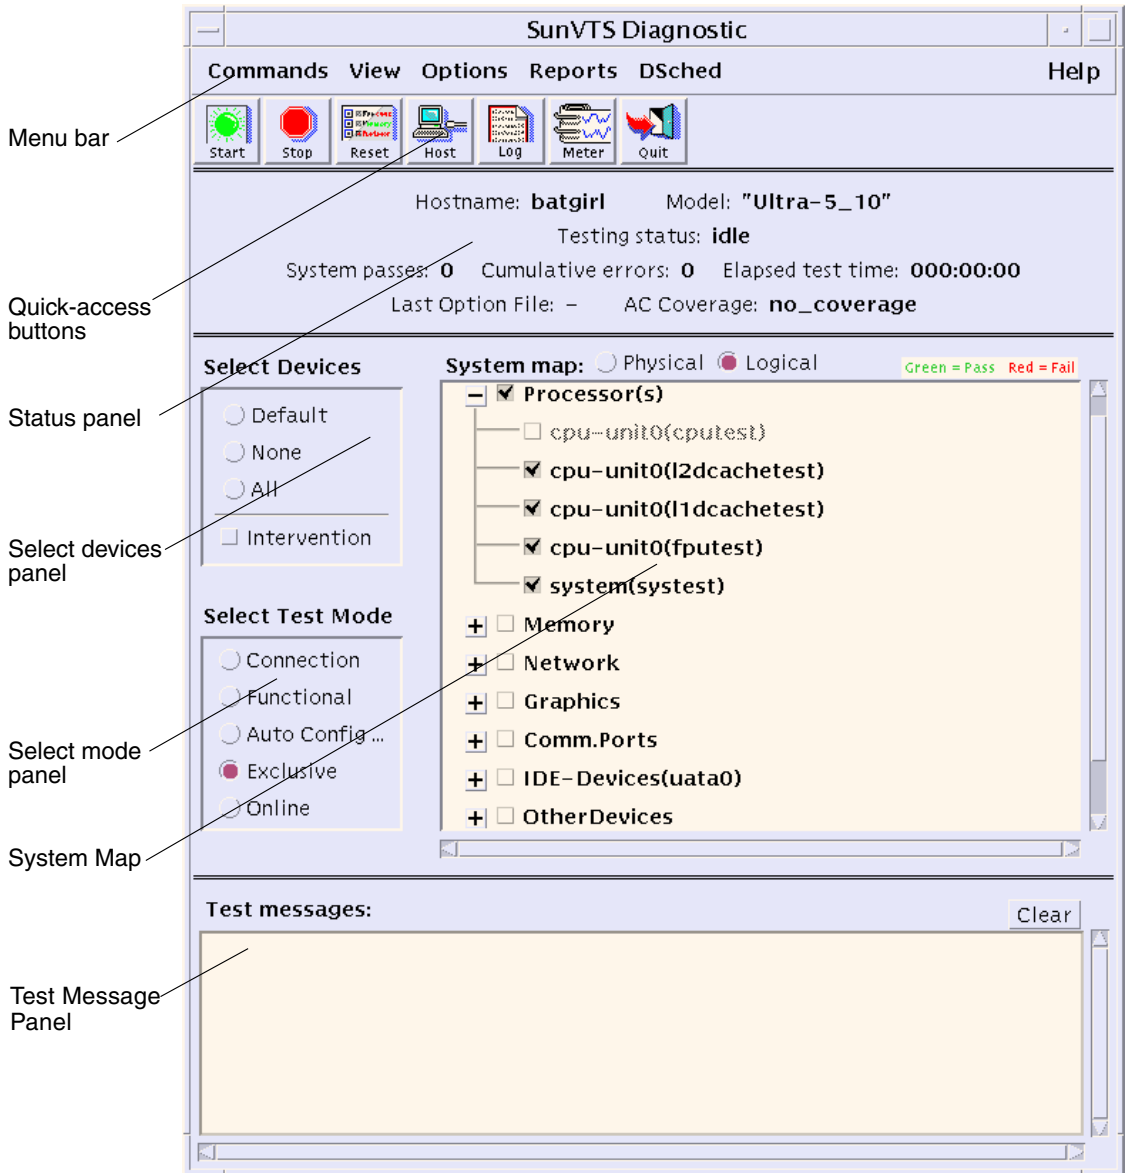 SunVTS Diagnostic
Commands View Options Reports DSched Help
Start Stop Reset Host Log Meter Quit
Menu bar
Hostname: batgirl Model: "Ultra-5_10"
Testing status: idle
System passes: 0 Cumulative errors: 0 Elapsed test time: 000:00:00
Last Option File: - AC Coverage: no_coverage
Quick-access
buttons
Status panel
Select devices
panel
Select mode
panel
System Map
Test Message
Panel
Select Devices
Default
None
All
Intervention
Select Test Mode
Connection
Functional
Auto Config ...
Exclusive
Online
System map: Physical Logical Green = Pass Red = Fail
Processor(s)
cpu-unit0(cputest)
cpu-unit0(l2dcachetest)
cpu-unit0(l1dcachetest)
cpu-unit0(fputest)
system(systest)
Memory
Network
Graphics
Comm.Ports
IDE-Devices(uata0)
OtherDevices
Test messages:
Clear